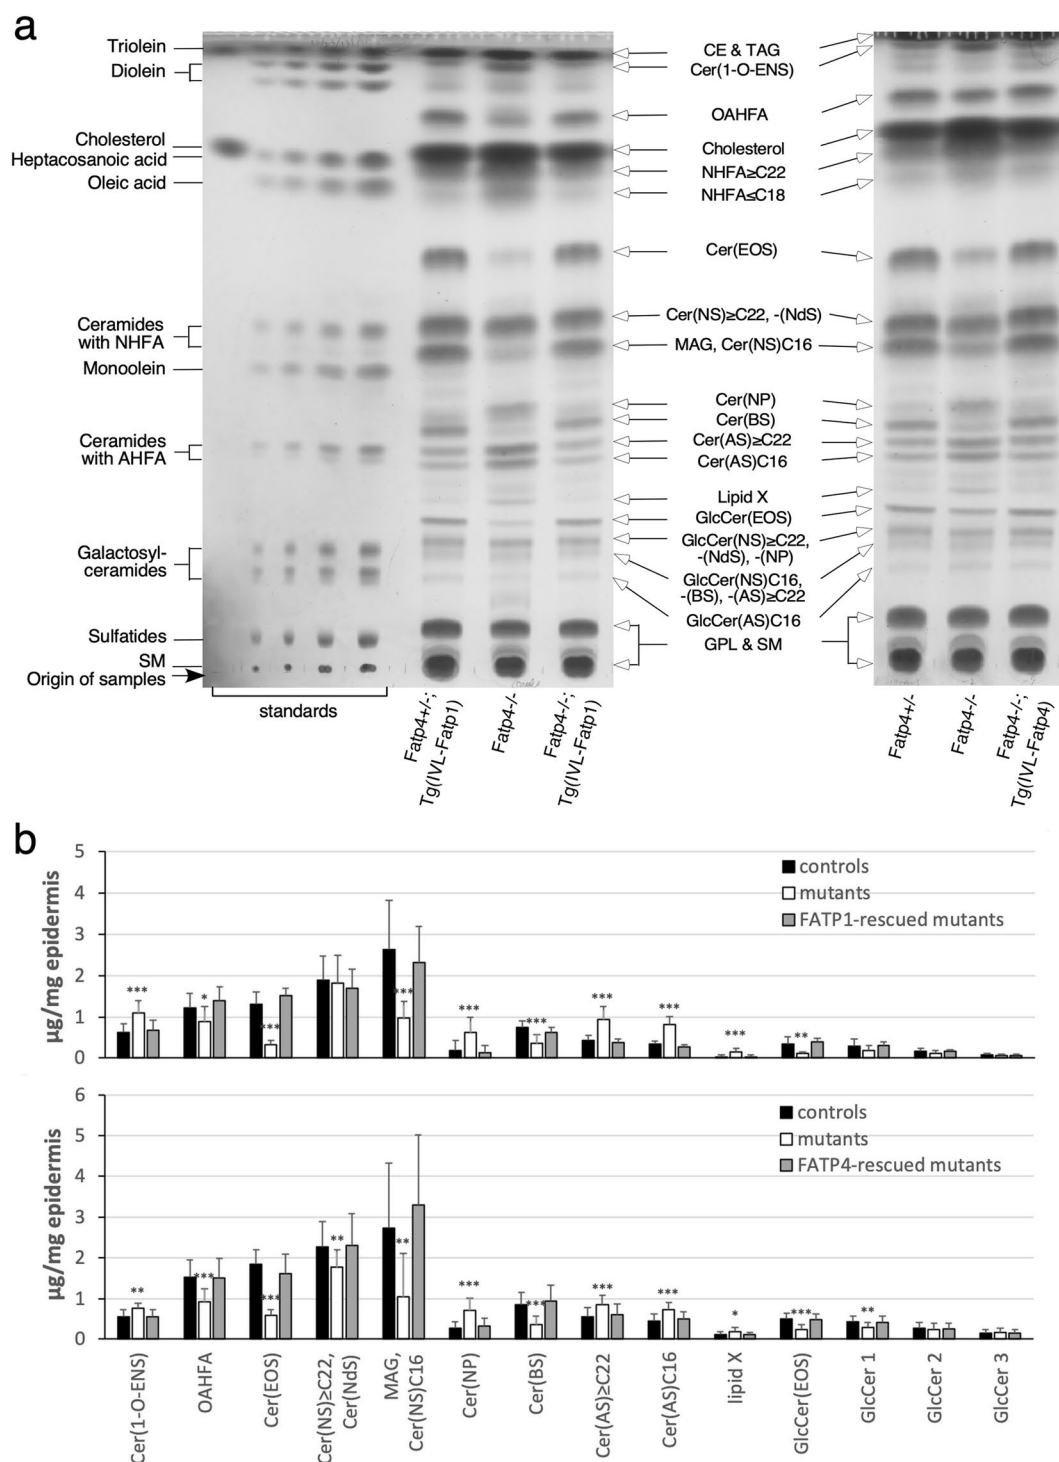 a
Triolein
Diolein
Cholesterol
Heptacosanoic acid
Oleic acid
Ceramides
with NHFA
Monoolein
Ceramides
with AHFA
Galactosyl-
ceramides
Sulfatides
SM
Origin of samples
standards
Fatp4+/-;
Tg(IVL-Fatp1)
Fatp4-/-
Fatp4-/-;
Tg(IVL-Fatp1)
CE & TAG
Cer(1-O-ENS)
OAHFA
Cholesterol
NHFA≥C22
NHFA≤C18
Cer(EOS)
Cer(NS)≥C22, -(NdS)
MAG, Cer(NS)C16
Cer(NP)
Cer(BS)
Cer(AS)≥C22
Cer(AS)C16
Lipid X
GlcCer(EOS)
GlcCer(NS)≥C22,
-(NdS), -(NP)
GlcCer(NS)C16,
-(BS), -(AS)≥C22
GlcCer(AS)C16
GPL & SM
Fatp4+/-
Fatp4-/-
Fatp4-/-;
Tg(IVL-Fatp4)
b
5
4
3
2
1
0
µg/mg epidermis
controls
mutants
FATP1-rescued mutants
***
*
***
***
***
***
***
***
***
**
6
5
4
3
2
1
0
µg/mg epidermis
controls
mutants
FATP4-rescued mutants
**
***
***
**
**
***
***
***
***
*
***
**
Cer(1-O-ENS)
OAHFA
Cer(EOS)
Cer(NS)≥C22,
Cer(NdS)
MAG,
Cer(NS)C16
Cer(NP)
Cer(BS)
Cer(AS)≥C22
Cer(AS)C16
lipid X
GlcCer(EOS)
GlcCer 1
GlcCer 2
GlcCer 3